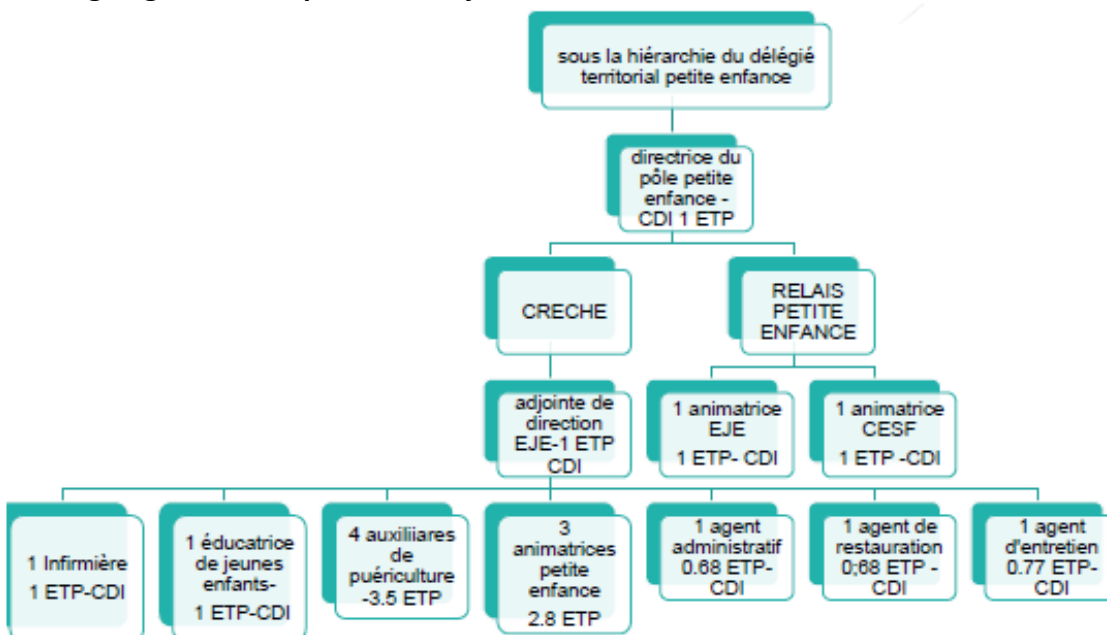 sous la hiérarchie du délégié
territorial petite enfance
directrice du
pôle petite
enfance -
CDI 1 ETP
CRECHE
RELAIS
PETITE
ENFANCE
adjointe de
direction
EJE-1 ETP
CDI
1 animatrice
EJE
1 ETP- CDI
1 animatrice
CESF
1 ETP -CDI
1 Infirmière
1 ETP-CDI
1 éducatrice
de jeunes
enfants-
1 ETP-CDI
4 auxiliiares
de
puériculture
-3.5 ETP
3
animatrices
petite
enfance
2.8 ETP
1 agent
administratif
0.68 ETP-
CDI
1 agent de
restauration
0;68 ETP -
CDI
1 agent
d'entretien
0.77 ETP-
CDI